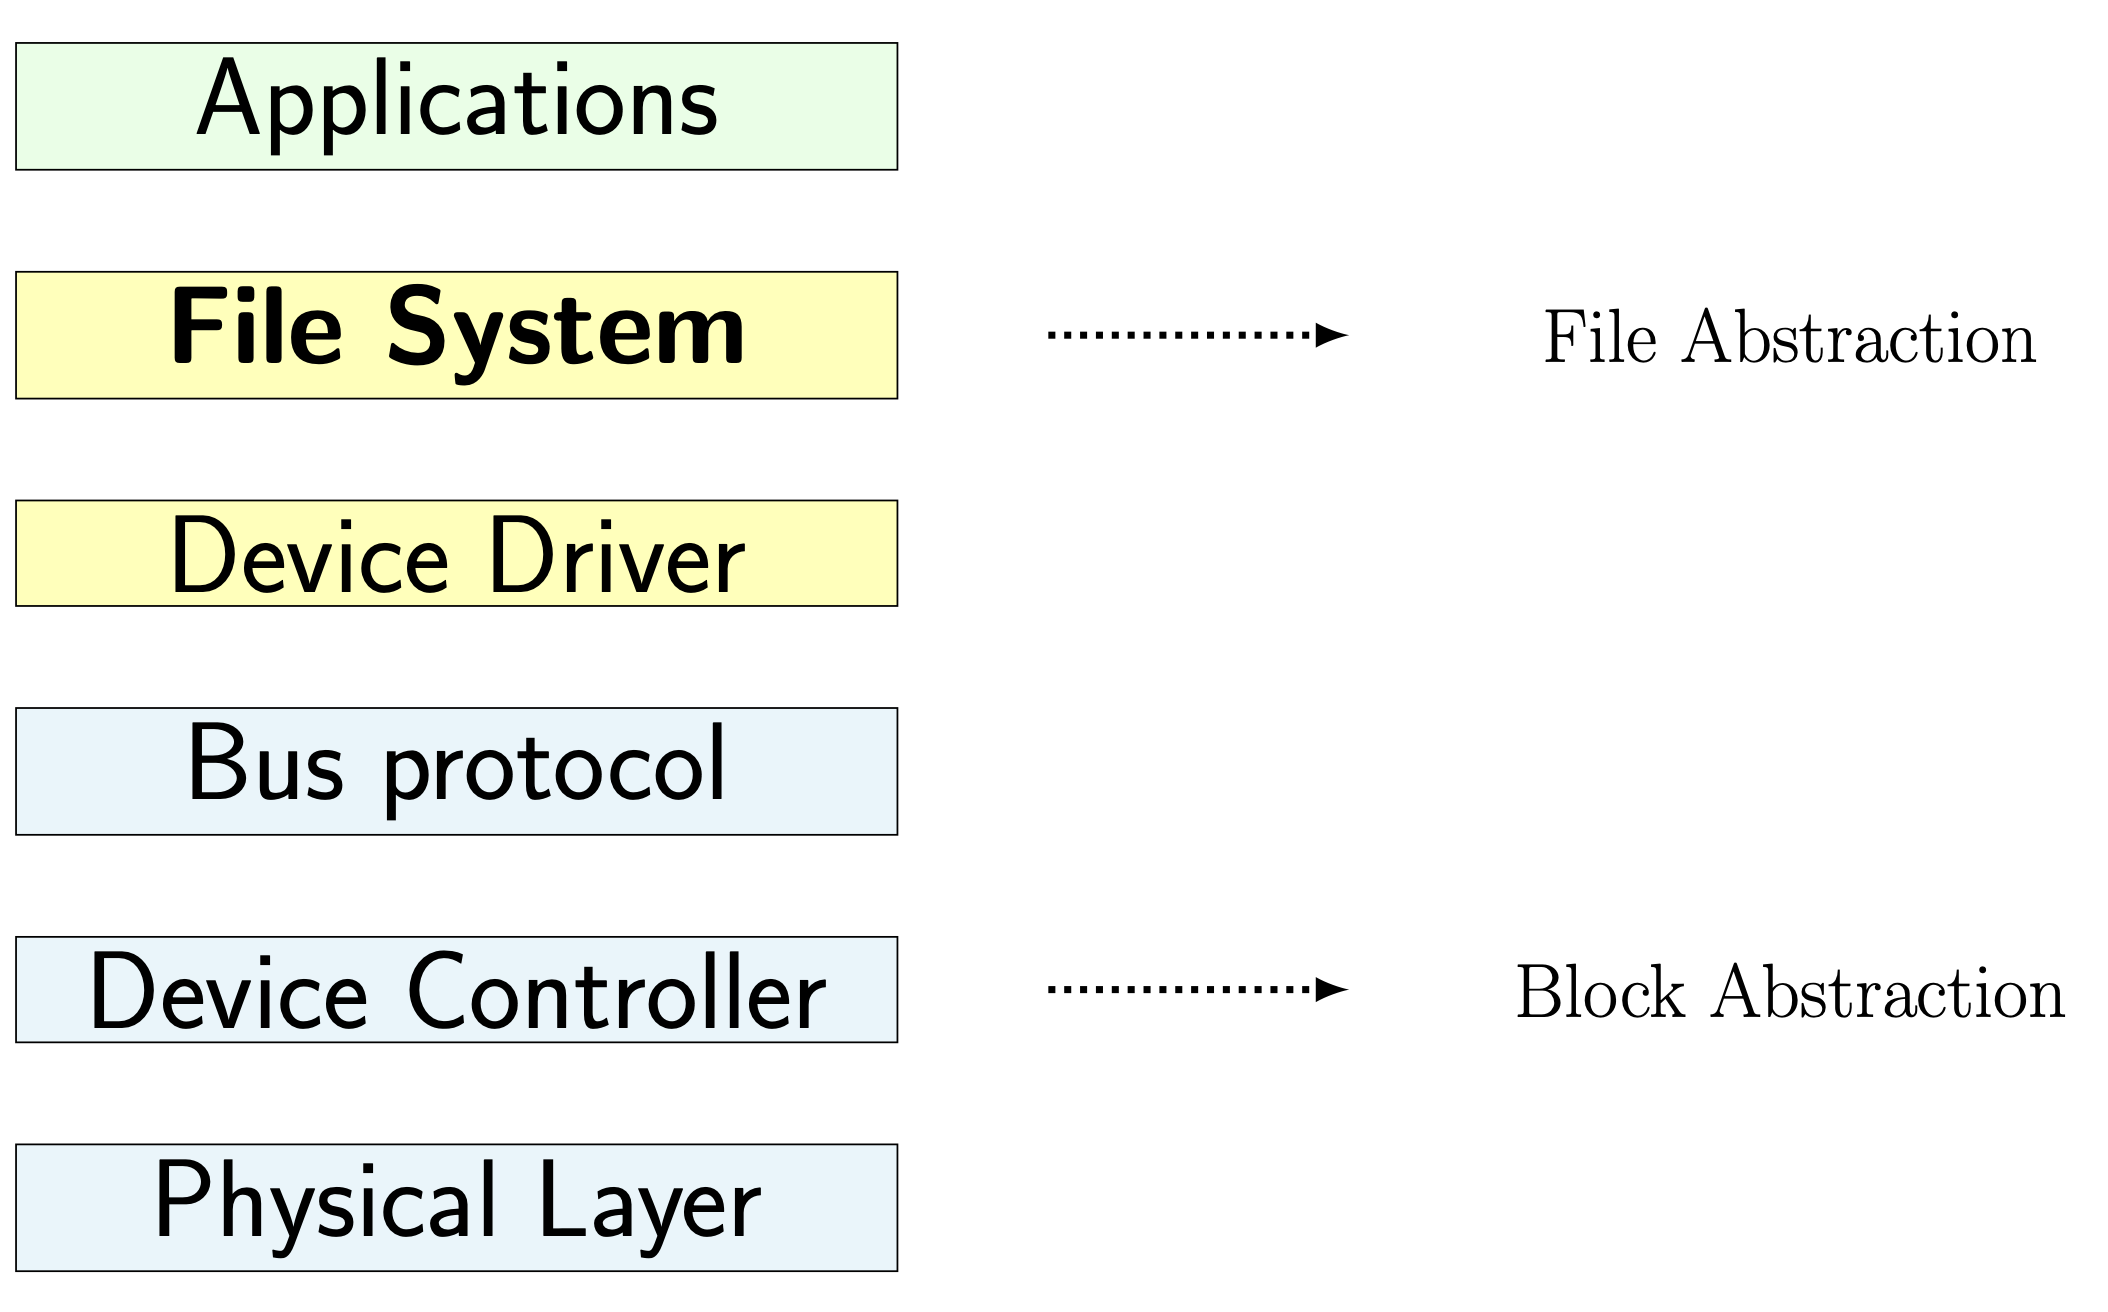 Applications
File System
File Abstraction
Device Driver
Bus protocol
Device Controller
Block Abstraction
Physical Layer